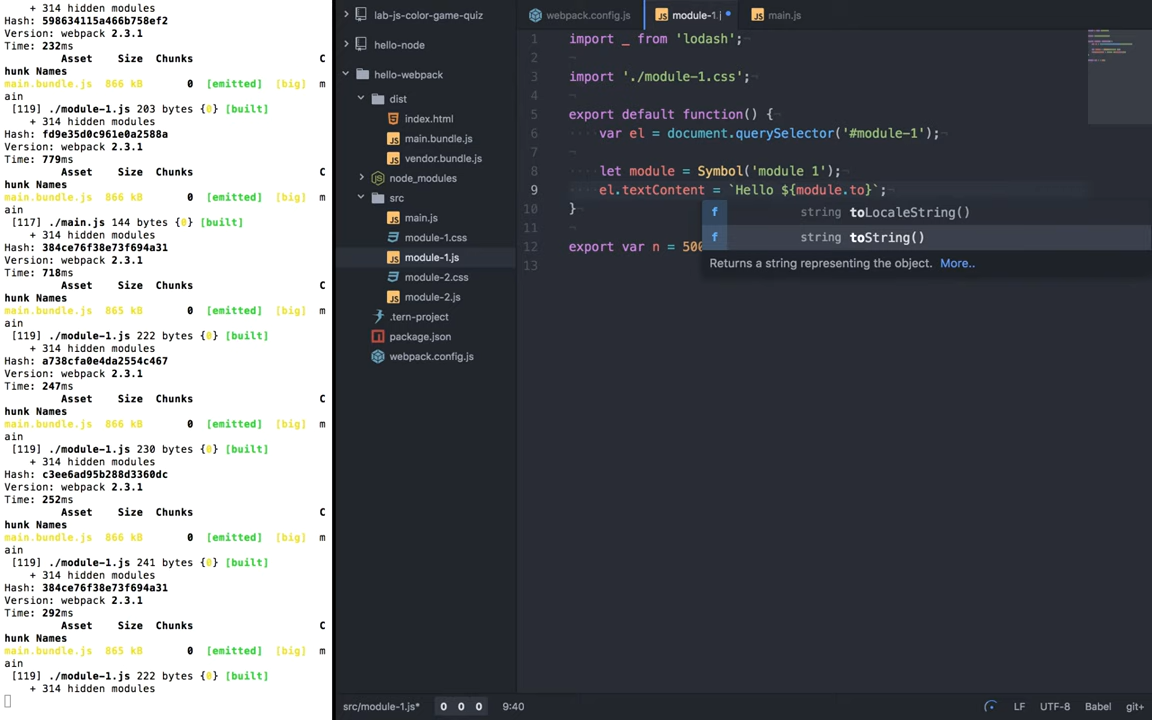 + 314 hidden modules
Hash: 598634115a466b758ef2
Version: webpack 2.3.1
Time: 232ms
Asset Size Chunks C
hunk Names
main.bundle.js 866 kB 0 [emitted] [big] m
ain
[119] ./module-1.js 203 bytes {0} [built]
+ 314 hidden modules
Hash: fd9e35d0c961e0a2588a
Version: webpack 2.3.1
Time: 779ms
Asset Size Chunks C
hunk Names
main.bundle.js 866 kB 0 [emitted] [big] m
ain
[117] ./main.js 144 bytes {0} [built]
+ 314 hidden modules
Hash: 384ce76f38e73f694a31
Version: webpack 2.3.1
Time: 718ms
Asset Size Chunks C
hunk Names
main.bundle.js 865 kB 0 [emitted] [big] m
ain
[119] ./module-1.js 222 bytes {0} [built]
+ 314 hidden modules
Hash: a738cfa0e4da2554c467
Version: webpack 2.3.1
Time: 247ms
Asset Size Chunks C
hunk Names
main.bundle.js 866 kB 0 [emitted] [big] m
ain
[119] ./module-1.js 230 bytes {0} [built]
+ 314 hidden modules
Hash: c3ee6ad95b288d3360dc
Version: webpack 2.3.1
Time: 252ms
Asset Size Chunks C
hunk Names
main.bundle.js 866 kB 0 [emitted] [big] m
ain
[119] ./module-1.js 241 bytes {0} [built]
+ 314 hidden modules
Hash: 384ce76f38e73f694a31
Version: webpack 2.3.1
Time: 292ms
Asset Size Chunks C
hunk Names
main.bundle.js 865 kB 0 [emitted] [big] m
ain
[119] ./module-1.js 222 bytes {0} [built]
+ 314 hidden modules
lab-js-color-game-quiz
hello-node
hello-webpack
dist
index.html
main.bundle.js
vendor.bundle.js
node_modules
src
main.js
module-1.css
module-1.js
module-2.css
module-2.js
.tern-project
package.json
webpack.config.js
webpack.config.js module-1.j main.js
1 import _ from 'lodash';
2
3 import './module-1.css';
4
5 export default function() {
6 var el = document.querySelector('#module-1');
7
8 let module = Symbol('module 1');
9 el.textContent = `Hello ${module.to}`;
10 }
11
12 export var n = 500
13
f string toLocaleString()
f string toString()
Returns a string representing the object. More..
src/module-1.js* 0 0 0 9:40 LF UTF-8 Babel git+